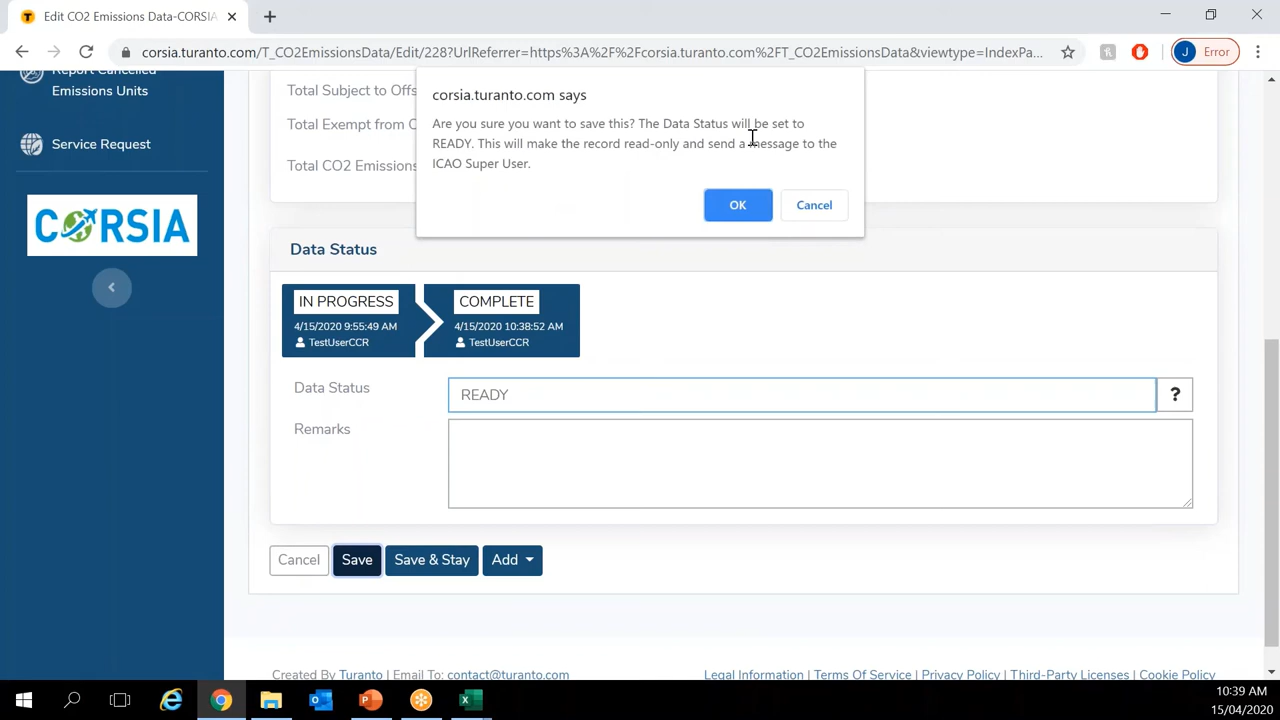 Edit CO2 Emissions Data-CORSIA
corsia.turanto.com/T_CO2EmissionsData/Edit/228?UrlReferrer=https%3A%2F%2Fcorsia.turanto.com%2FT_CO2EmissionsData&viewtype=IndexPa...
J Error
Report Cancelled
Emissions Units
Service Request
CORSIA
Total Subject to Offs
Total Exempt from C
Total CO2 Emissions
corsia.turanto.com says
Are you sure you want to save this? The Data Status will be set to
READY. This will make the record read-only and send a message to the
ICAO Super User.
OK Cancel
Data Status
IN PROGRESS COMPLETE
4/15/2020 9:55:49 AM 4/15/2020 10:38:52 AM
TestUserCCR TestUserCCR
Data Status READY ?
Remarks
Cancel Save Save & Stay Add
Created By Turanto | Email To: contact@turanto.com Legal Information | Terms Of Service | Privacy Policy | Third-Party Licenses | Cookie Policy
10:39 AM
15/04/2020